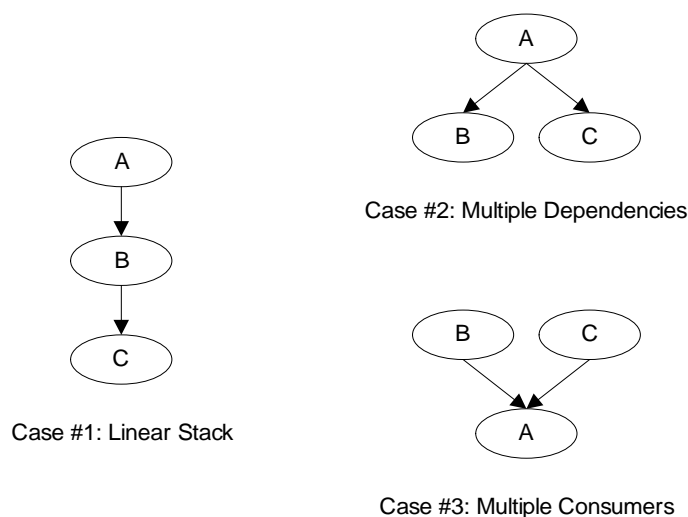 A
B
C
Case #1: Linear Stack
A
B C
Case #2: Multiple Dependencies
B C
A
Case #3: Multiple Consumers